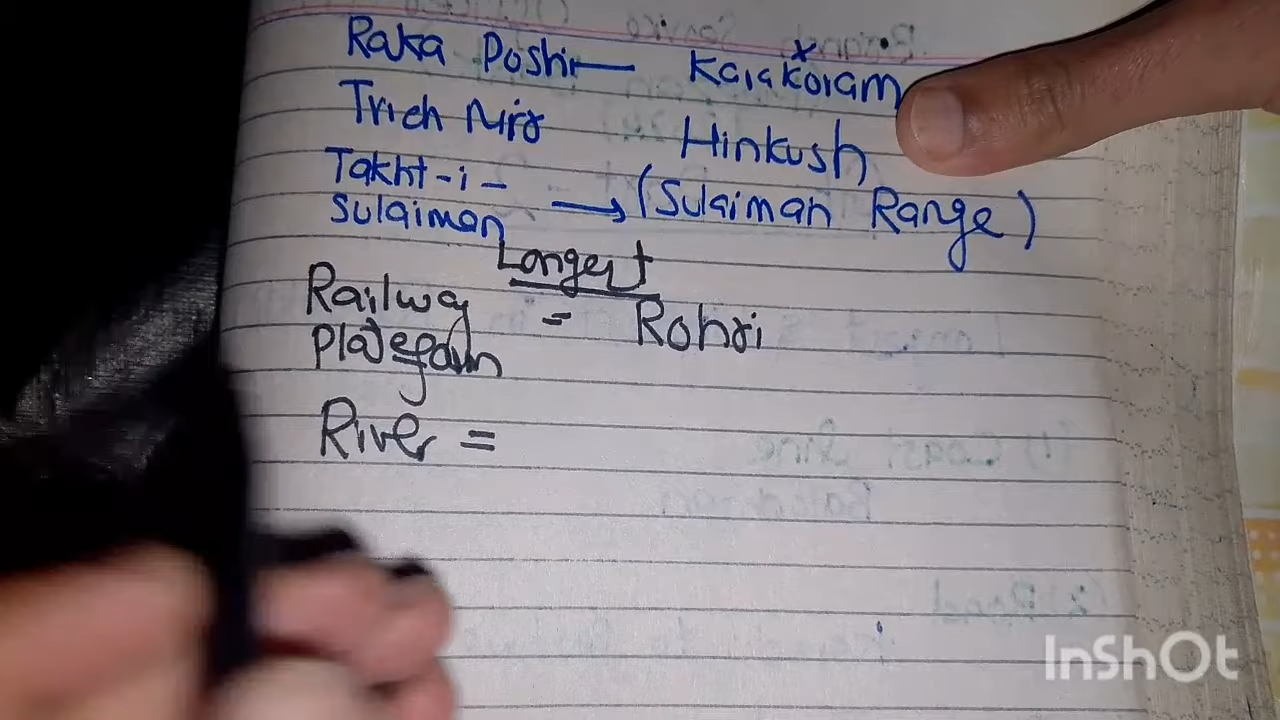 Raka Poshi— Karakoram
x
Trich Mir Hinkush
Takht-i-
Sulaiman → (Sulaiman Range)
Longest
Railway
= Rohri
Platefarm
River =
InShOt